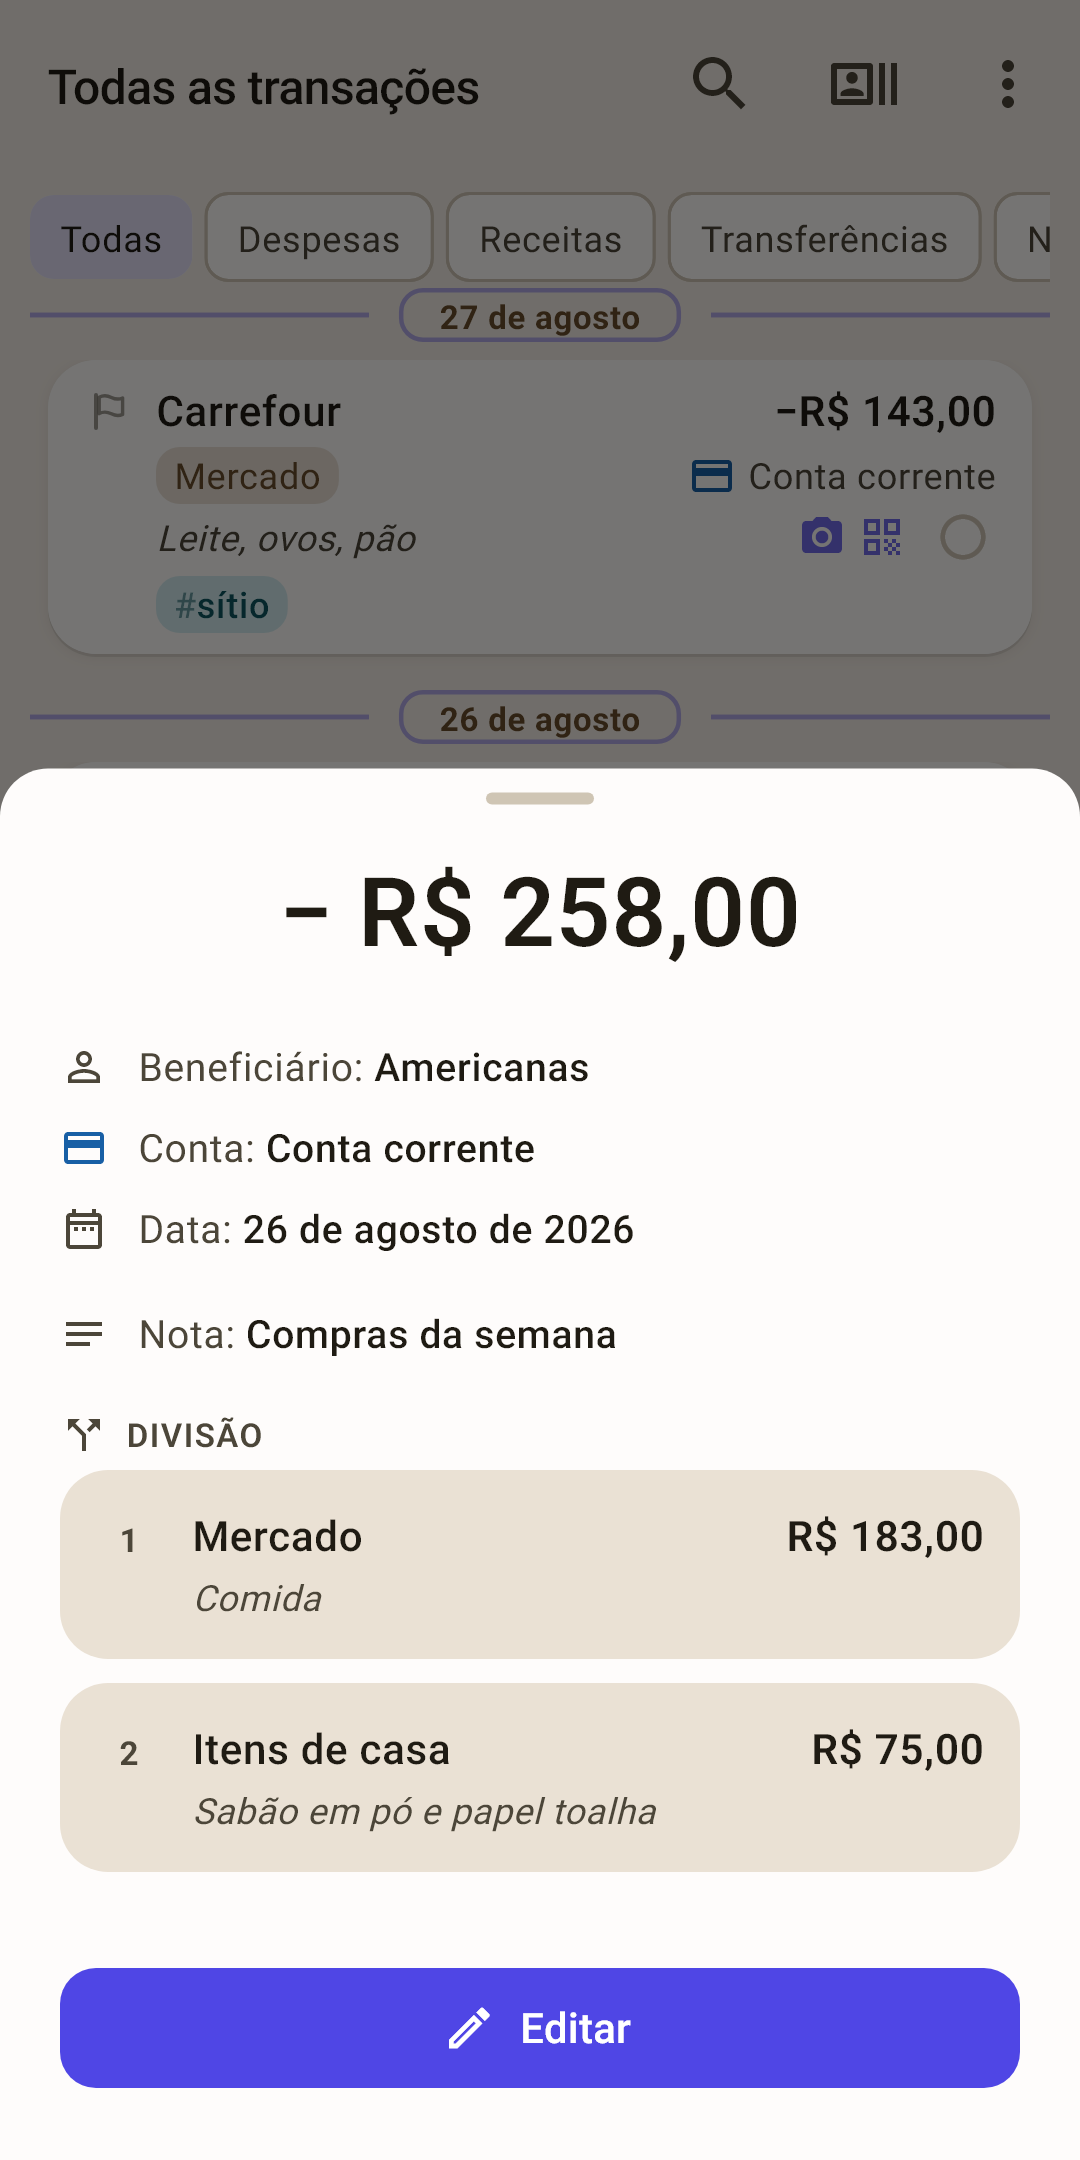 Todas as transações
Todas Despesas Receitas Transferências N
27 de agosto
Carrefour −R$ 143,00
Mercado Conta corrente
Leite, ovos, pão
#sítio
26 de agosto
− R$ 258,00
Beneficiário: Americanas
Conta: Conta corrente
Data: 26 de agosto de 2026
Nota: Compras da semana
DIVISÃO
1 Mercado R$ 183,00
Comida
2 Itens de casa R$ 75,00
Sabão em pó e papel toalha
Editar